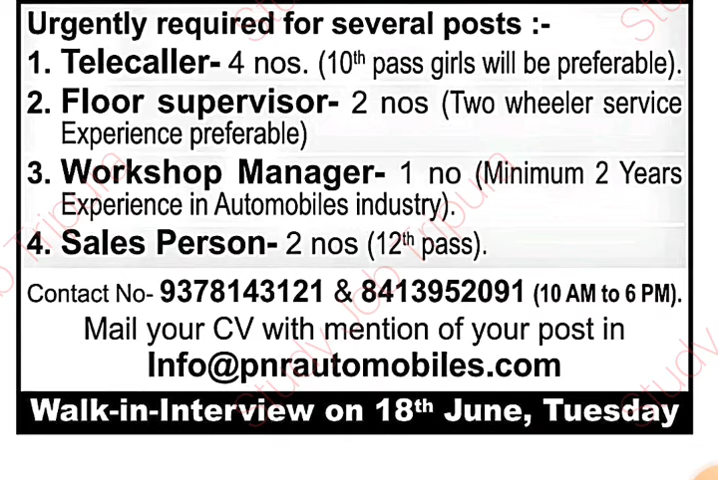 Urgently required for several posts :-
1. Telecaller- 4 nos. (10th pass girls will be preferable).
2. Floor supervisor- 2 nos (Two wheeler service
Experience preferable)
3. Workshop Manager- 1 no (Minimum 2 Years
Experience in Automobiles industry).
4. Sales Person- 2 nos (12th pass).
Contact No- 9378143121 & 8413952091 (10 AM to 6 PM).
Mail your CV with mention of your post in
Info@pnrautomobiles.com
Walk-in-Interview on 18th June, Tuesday
Study Job Tripura